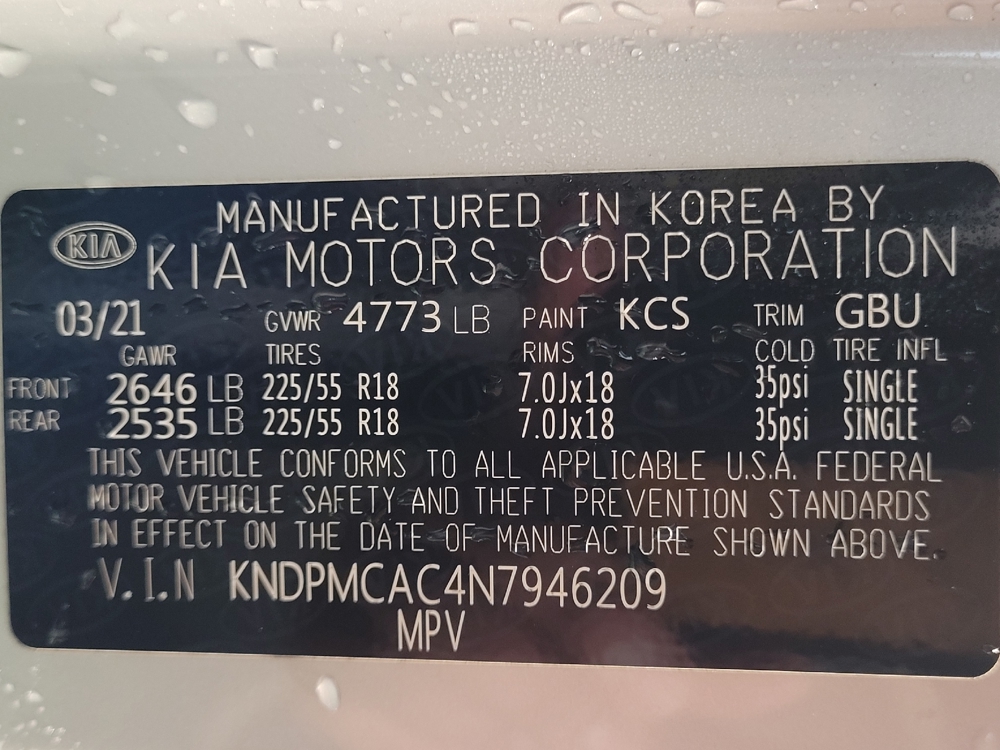 MANUFACTURED IN KOREA BY
KIA KIA MOTORS CORPORATION
03/21 GVWR 4773 LB PAINT KCS TRIM GBU
GAWR TIRES RIMS COLD TIRE INFL
FRONT 2646 LB 225/55 R18 7.0Jx18 35psi SINGLE
REAR 2535 LB 225/55 R18 7.0Jx18 35psi SINGLE
THIS VEHICLE CONFORMS TO ALL APPLICABLE U.S.A. FEDERAL
MOTOR VEHICLE SAFETY AND THEFT PREVENTION STANDARDS
IN EFFECT ON THE DATE OF MANUFACTURE SHOWN ABOVE.
V.I.N KNDPMCAC4N7946209
MPV